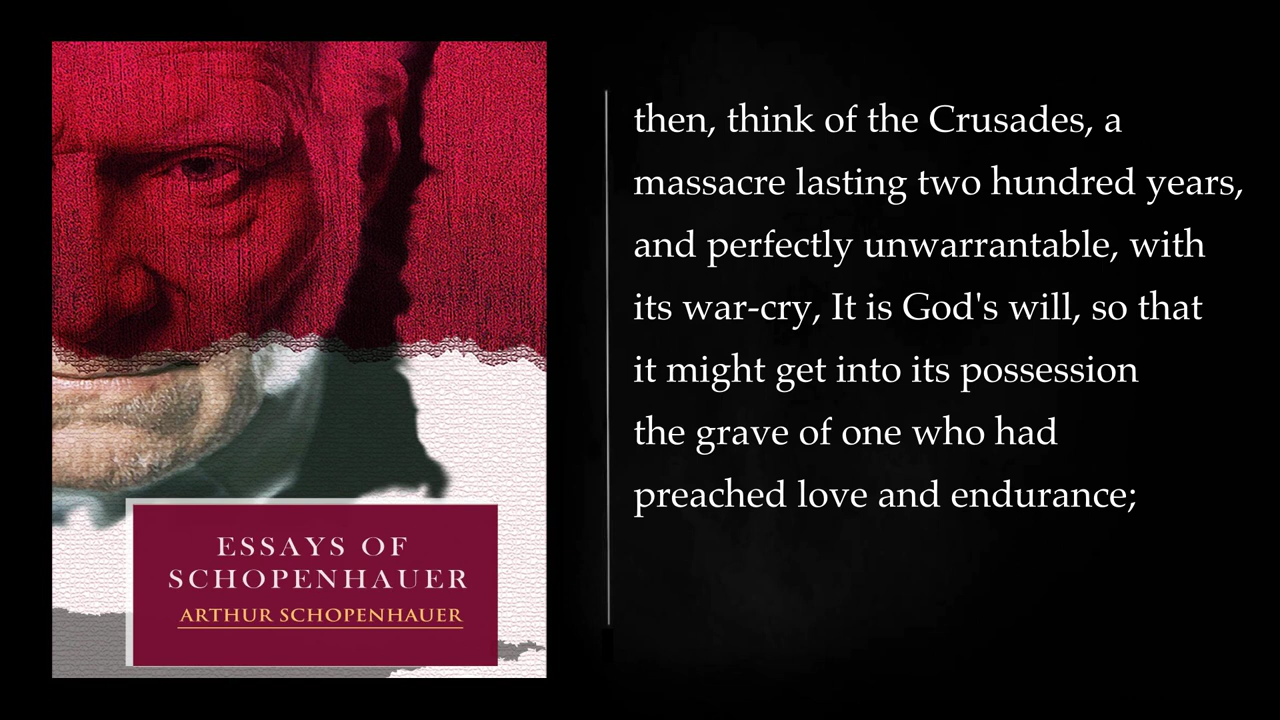 ESSAYS OF
SCHOPENHAUER
ARTHUR SCHOPENHAUER
then, think of the Crusades, a
massacre lasting two hundred years,
and perfectly unwarrantable, with
its war-cry, It is God's will, so that
it might get into its possession
the grave of one who had
preached love and endurance;